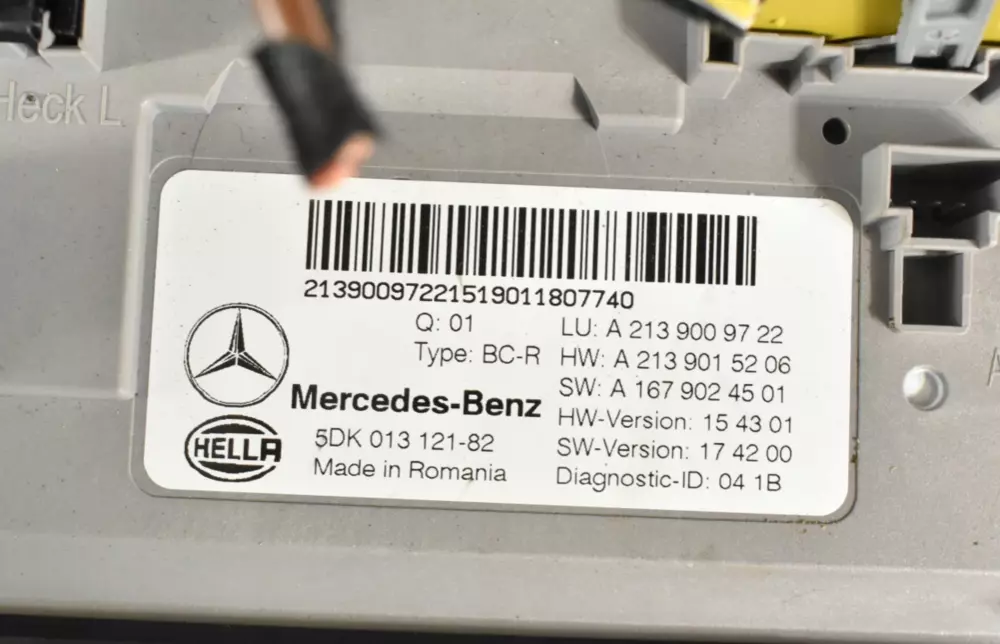 Heck L
21390097221519011807740
Q: 01
Type: BC-R
LU: A 213 900 97 22
HW: A 213 901 52 06
SW: A 167 902 45 01
HW-Version: 15 43 01
SW-Version: 17 42 00
Diagnostic-ID: 04 1B
Mercedes-Benz
HELLA
5DK 013 121-82
Made in Romania